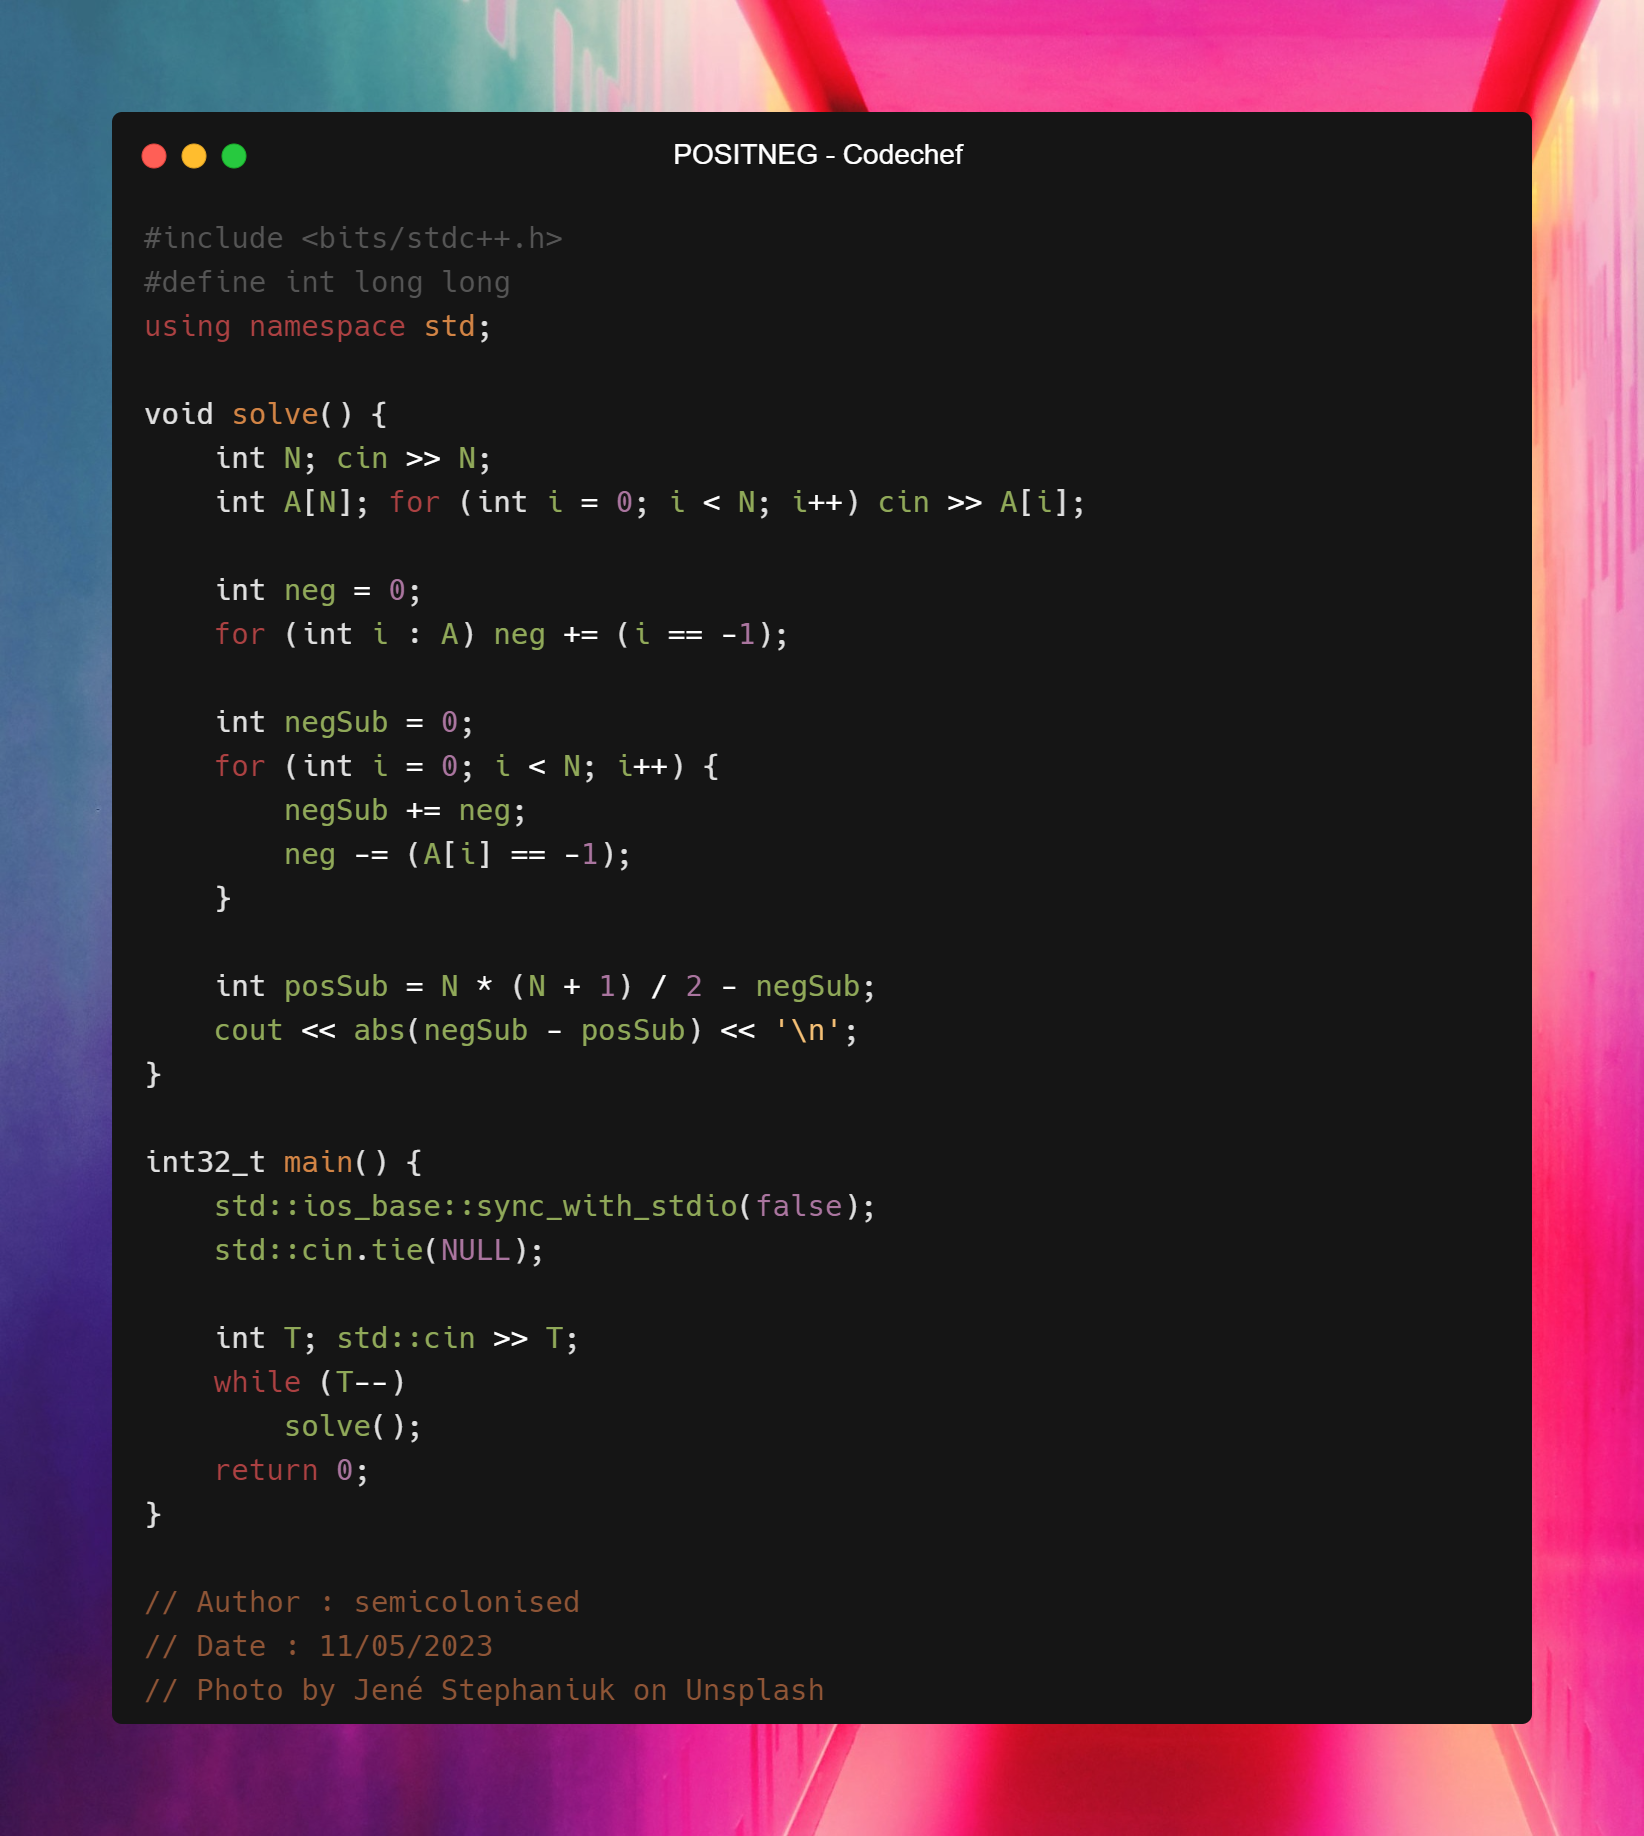 POSITNEG - Codechef
#include <bits/stdc++.h>
#define int long long
using namespace std;
void solve() {
    int N; cin >> N;
    int A[N]; for (int i = 0; i < N; i++) cin >> A[i];
    int neg = 0;
    for (int i : A) neg += (i == -1);
    int negSub = 0;
    for (int i = 0; i < N; i++) {
        negSub += neg;
        neg -= (A[i] == -1);
    }
    int posSub = N * (N + 1) / 2 - negSub;
    cout << abs(negSub - posSub) << '\n';
}
int32_t main() {
    std::ios_base::sync_with_stdio(false);
    std::cin.tie(NULL);
    int T; std::cin >> T;
    while (T--)
        solve();
    return 0;
}
// Author : semicolonised
// Date : 11/05/2023
// Photo by Jené Stephaniuk on Unsplash